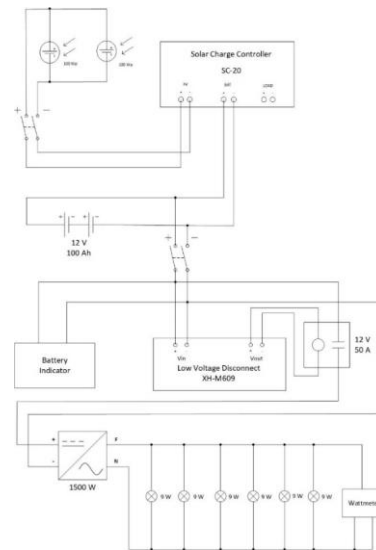 Solar Charge Controller
SC-20
PV
BAT
LOAD
+ - + - + -
100 Wp
100 Wp
+ -
+ - + -
12 V
100 Ah
+ -
Battery
Indicator
+ - + -
Vin Vout
Low Voltage Disconnect
XH-M609
12 V
50 A
+
-
N
1500 W
9 W 9 W 9 W 9 W 9 W 9 W